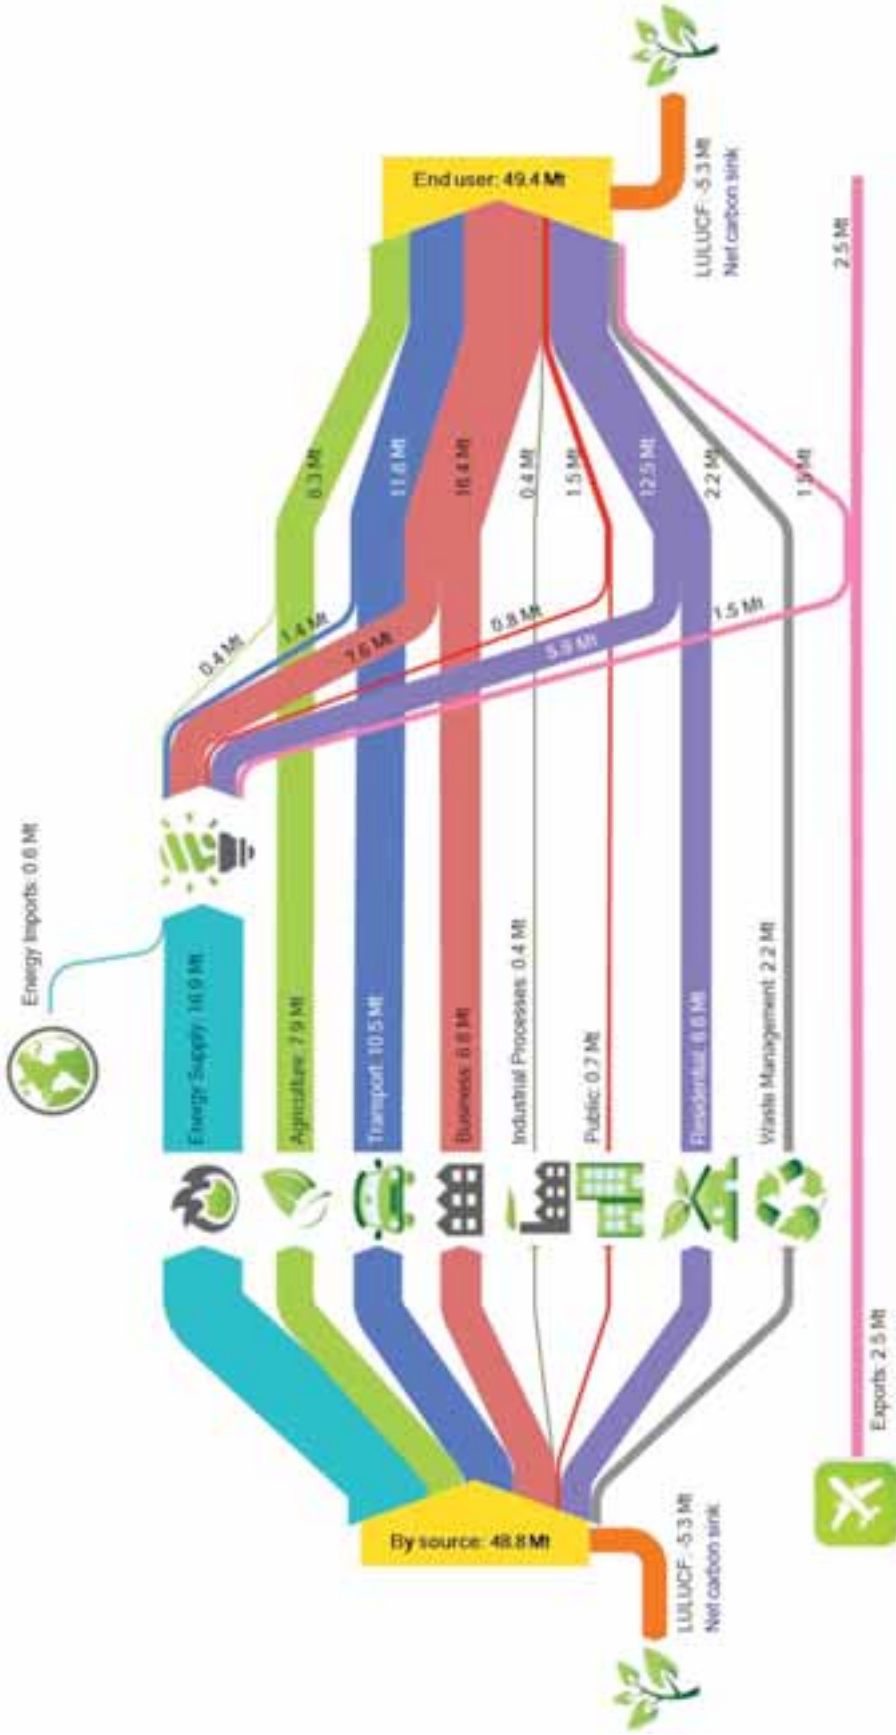 Energy Imports: 0.6 Mt
Energy Supply: 16.9 Mt
Agriculture: 7.9 Mt
Transport: 10.5 Mt
Business: 8.8 Mt
Industrial Processes: 0.4 Mt
Public: 0.7 Mt
Residential: 6.6 Mt
Waste Management: 2.2 Mt
By source: 48.8 Mt
LULUCF: -5.3 Mt
Net carbon sink
Exports: 2.5 Mt
0.4 Mt
1.4 Mt
7.6 Mt
0.8 Mt
5.9 Mt
1.5 Mt
8.3 Mt
11.8 Mt
16.4 Mt
0.4 Mt
1.5 Mt
12.5 Mt
2.2 Mt
1.5 Mt
End user: 49.4 Mt
LULUCF: -5.3 Mt
Net carbon sink
2.5 Mt